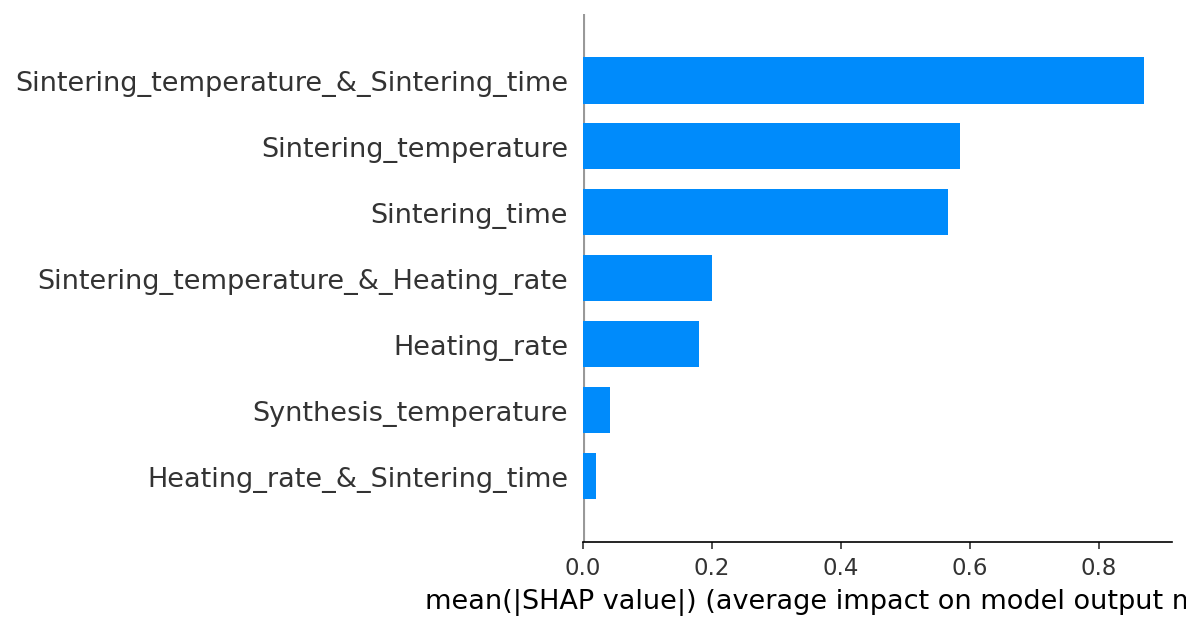 Sintering_temperature_&_Sintering_time
Sintering_temperature
Sintering_time
Sintering_temperature_&_Heating_rate
Heating_rate
Synthesis_temperature
Heating_rate_&_Sintering_time
0.0 0.2 0.4 0.6 0.8
mean(|SHAP value|) (average impact on model output